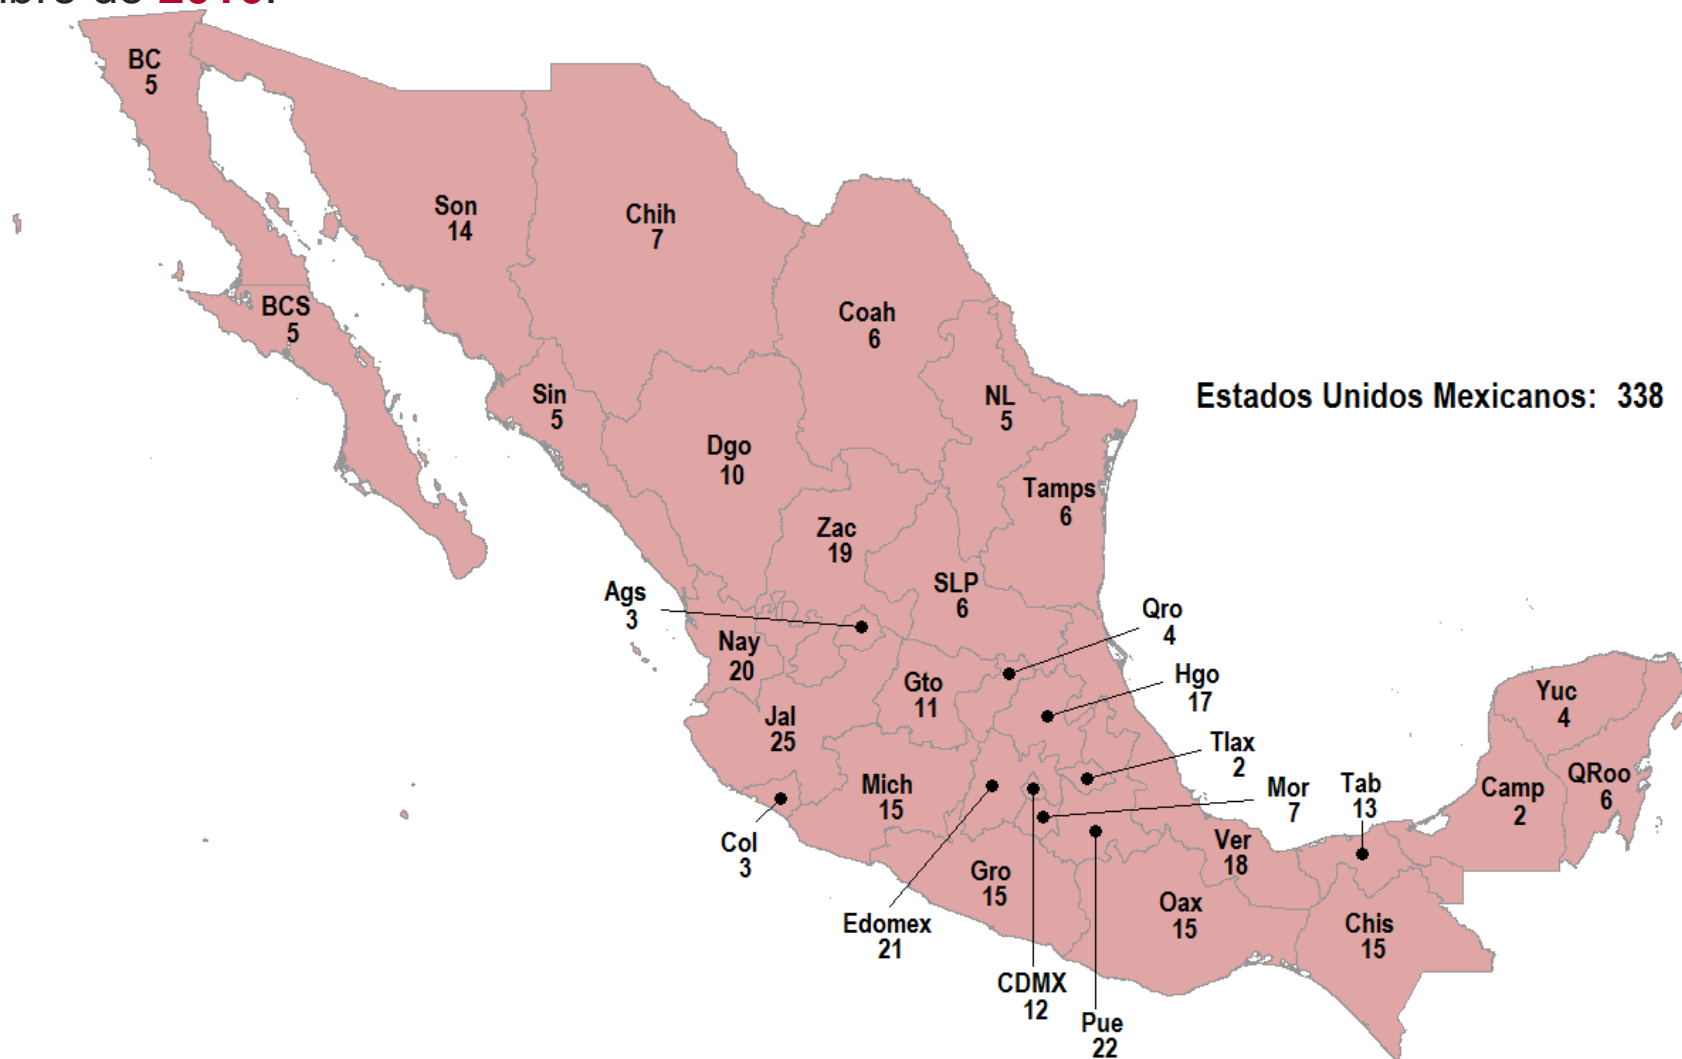 BC
5
Son
14
Chih
7
BCS
5
Coah
6
Sin
5
NL
5
Estados Unidos Mexicanos: 338
Dgo
10
Tamps
6
Zac
19
SLP
6
Ags
3
Qro
4
Nay
20
Hgo
17
Gto
11
Yuc
4
Jal
25
Tlax
2
Mich
15
Mor
7
Tab
13
Camp
2
QRoo
6
Col
3
Ver
18
Gro
15
Oax
15
Edomex
21
Chis
15
CDMX
12
Pue
22